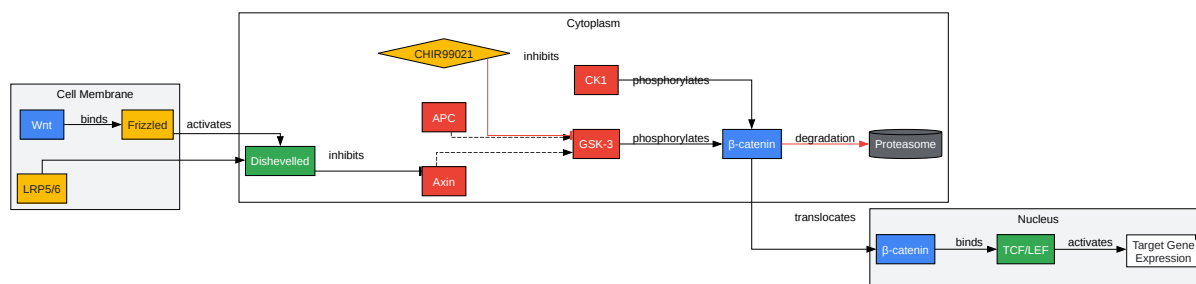 Cytoplasm
CHIR99021
inhibits
CK1
phosphorylates
Cell Membrane
Wnt
binds
Frizzled
activates
APC
GSK-3
phosphorylates
β-catenin
degradation
Proteasome
Dishevelled
inhibits
Axin
LRP5/6
translocates
Nucleus
β-catenin
binds
TCF/LEF
activates
Target Gene
Expression